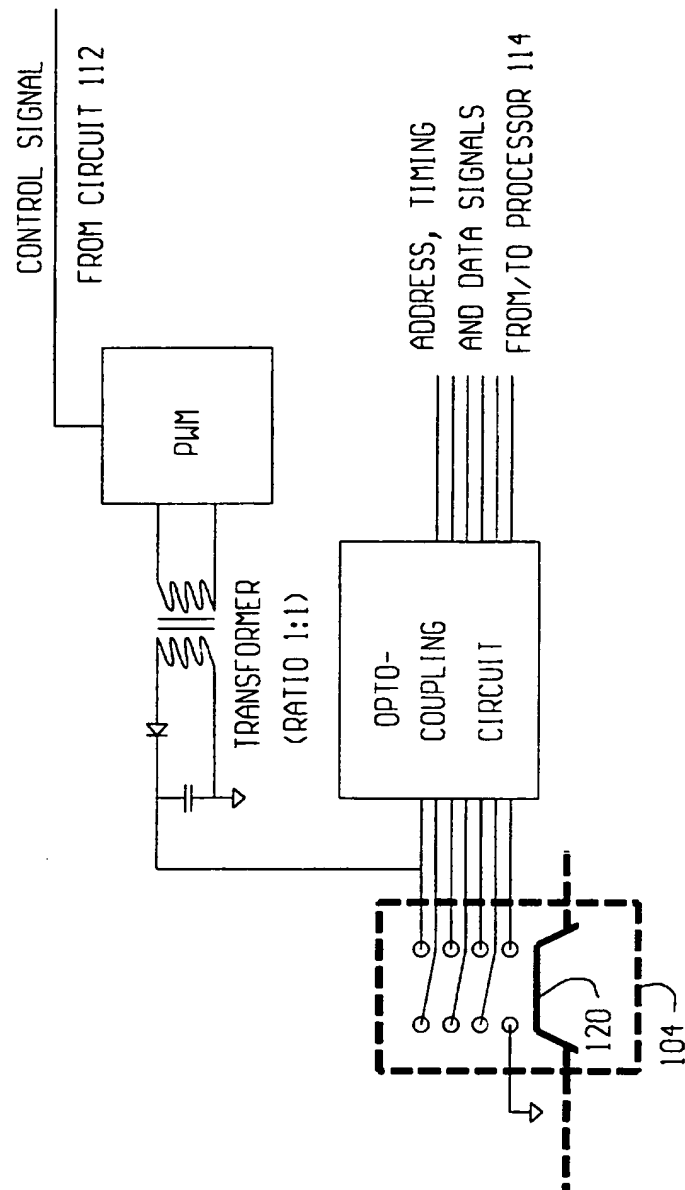 CONTROL SIGNAL
FROM CIRCUIT 112
PWM
TRANSFORMER
(RATIO 1:1)
ADDRESS, TIMING
AND DATA SIGNALS
FROM/TO PROCESSOR 114
OPTO-
COUPLING
CIRCUIT
120
104